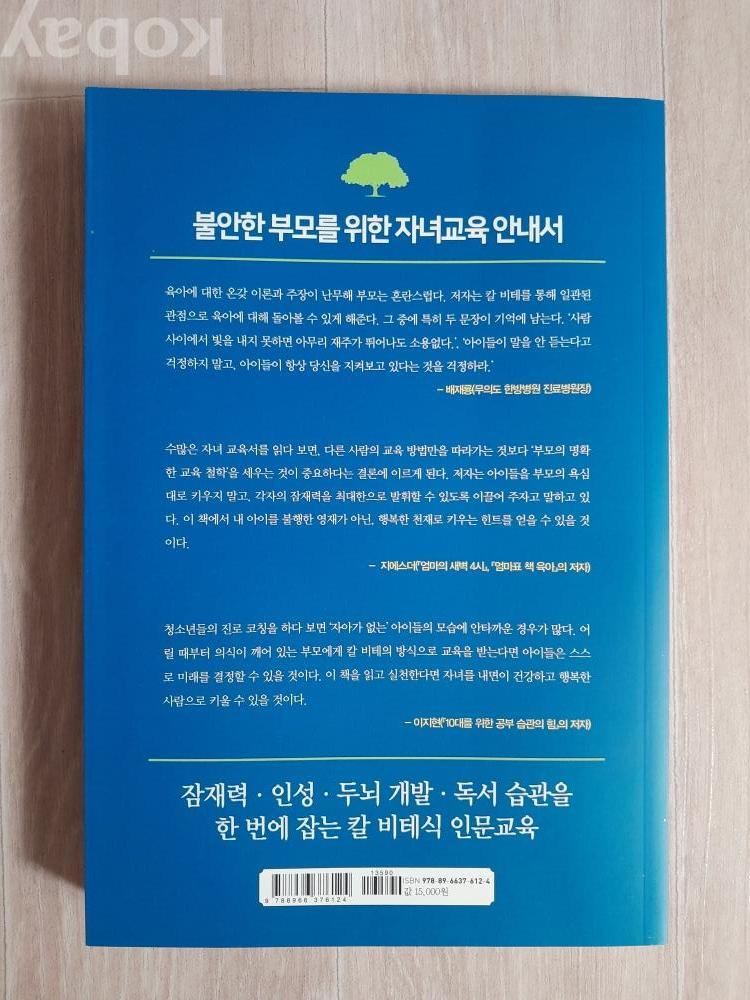 kobay
불안한 부모를 위한 자녀교육 안내서
육아에 대한 온갖 이론과 주장이 난무해 부모는 혼란스럽다. 저자는 칼 비테를 통해 일관된
관점으로 육아에 대해 돌아볼 수 있게 해준다. 그 중에 특히 두 문장이 기억에 남는다. '사람
사이에서 빛을 내지 못하면 아무리 재주가 뛰어나도 소용없다.', '아이들이 말을 안 듣는다고
걱정하지 말고, 아이들이 항상 당신을 지켜보고 있다는 것을 걱정하라.'
– 배재룡(무의도 한방병원 진료병원장)
수많은 자녀 교육서를 읽다 보면, 다른 사람의 교육 방법만을 따라가는 것보다 '부모의 명확
한 교육 철학'을 세우는 것이 중요하다는 결론에 이르게 된다. 저자는 아이들을 부모의 욕심
대로 키우지 말고, 각자의 잠재력을 최대한으로 발휘할 수 있도록 이끌어 주자고 말하고 있
다. 이 책에서 내 아이를 불행한 영재가 아닌, 행복한 천재로 키우는 힌트를 얻을 수 있을 것
이다.
– 지에스더(『엄마의 새벽 4시』, 『엄마표 책 육아』의 저자)
청소년들의 진로 코칭을 하다 보면 '자아가 없는' 아이들의 모습에 안타까운 경우가 많다. 어
릴 때부터 의식이 깨어 있는 부모에게 칼 비테의 방식으로 교육을 받는다면 아이들은 스스
로 미래를 결정할 수 있을 것이다. 이 책을 읽고 실천한다면 자녀를 내면이 건강하고 행복한
사람으로 키울 수 있을 것이다.
– 이지현(『10대를 위한 공부 습관의 힘』의 저자)
잠재력 · 인성 · 두뇌 개발 · 독서 습관을
한 번에 잡는 칼 비테식 인문교육
13590
ISBN 978-89-6637-612-4
값 15,000원
9 788966 376124